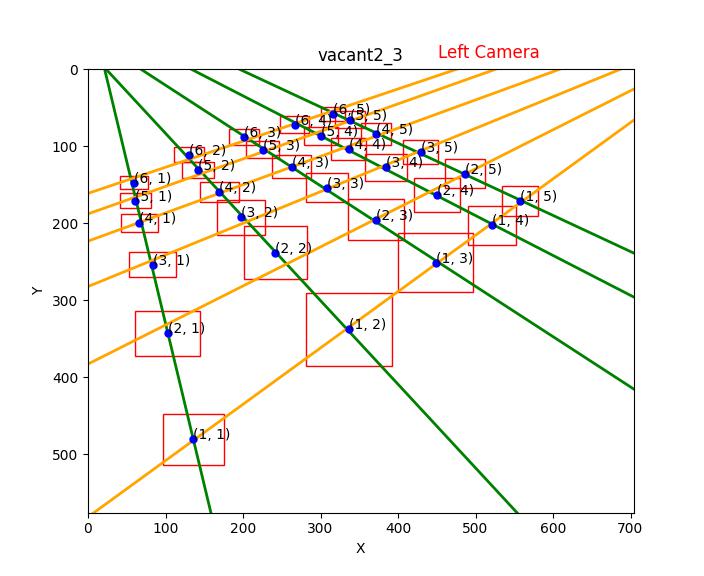 vacant2_3 Left Camera
0
(6, 5)
(6, 4) (5, 5)
(6, 3) (5, 4) (4, 5)
100 (6, 2) (5, 3) (4, 4) (3, 5)
(5, 2) (4, 3) (3, 4) (2, 5)
(6, 1) (4, 2) (3, 3) (2, 4) (1, 5)
(5, 1)
200 (4, 1) (3, 2) (2, 3) (1, 4)
(3, 1) (2, 2) (1, 3)
Y
300
(2, 1) (1, 2)
400
(1, 1)
500
0 100 200 300 400 500 600 700
X